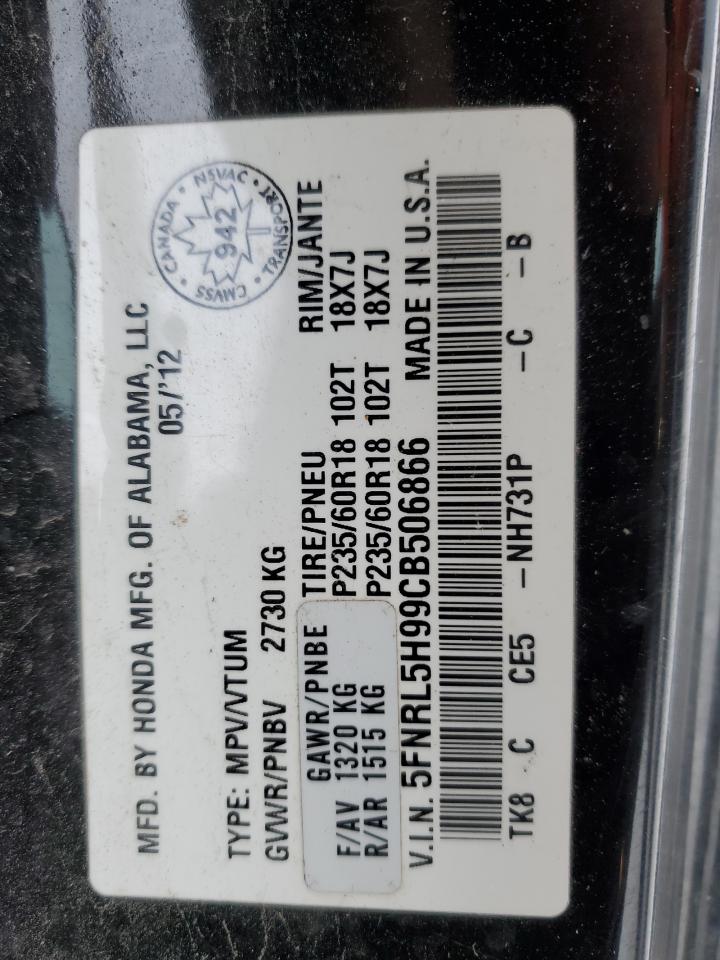 MFD. BY HONDA MFG. OF ALABAMA, LLC
05/'12
CANADA • NSVAC • TRANSPORT • CMVSS •
942
TYPE: MPV/VTUM
GVWR/PNBV 2730 KG
GAWR/PNBE TIRE/PNEU RIM/JANTE
F/AV 1320 KG P235/60R18 102T 18X7J
R/AR 1515 KG P235/60R18 102T 18X7J
V.I.N. 5FNRL5H99CB506866 MADE IN U.S.A.
TK8 C CE5 -NH731P -C -B